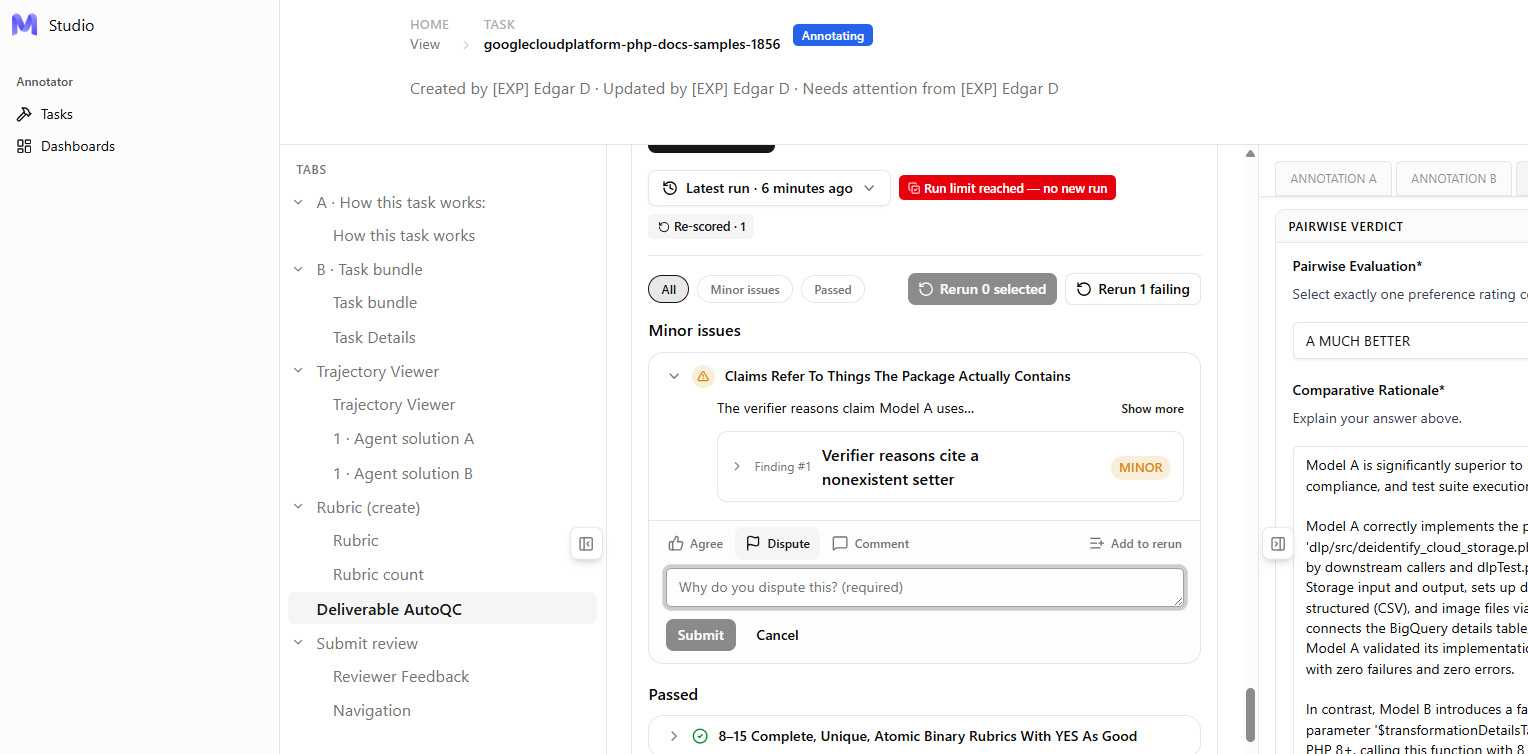 Studio
Annotator
Tasks
Dashboards
HOME
View
TASK
googlecloudplatform-php-docs-samples-1856
Annotating
Created by [EXP] Edgar D · Updated by [EXP] Edgar D · Needs attention from [EXP] Edgar D
TABS
A · How this task works:
How this task works
B · Task bundle
Task bundle
Task Details
Trajectory Viewer
Trajectory Viewer
1 · Agent solution A
1 · Agent solution B
Rubric (create)
Rubric
Rubric count
Deliverable AutoQC
Submit review
Reviewer Feedback
Navigation
Latest run · 6 minutes ago
Run limit reached — no new run
Re-scored · 1
All
Minor issues
Passed
Rerun 0 selected
Rerun 1 failing
Minor issues
Claims Refer To Things The Package Actually Contains
The verifier reasons claim Model A uses...
Show more
Finding #1
Verifier reasons cite a
nonexistent setter
MINOR
Agree
Dispute
Comment
Add to rerun
Why do you dispute this? (required)
Submit
Cancel
Passed
8–15 Complete, Unique, Atomic Binary Rubrics With YES As Good
ANNOTATION A
ANNOTATION B
PAIRWISE VERDICT
Pairwise Evaluation*
Select exactly one preference rating
A MUCH BETTER
Comparative Rationale*
Explain your answer above.
Model A is significantly superior to
compliance, and test suite execution
Model A correctly implements the
'dlp/src/deidentify_cloud_storage.ph
by downstream callers and dlpTest.p
Storage input and output, sets up d
structured (CSV), and image files via
connects the BigQuery details table
Model A validated its implementatio
with zero failures and zero errors.
In contrast, Model B introduces a fa
parameter '$transformationDetailsTa
PHP 8+, calling this function with 8